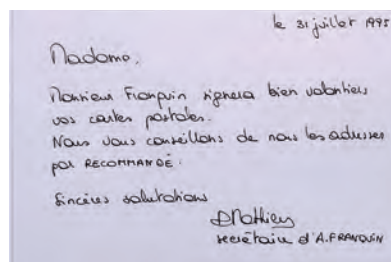 le 31 juillet 1995
Madame,
Monsieur Franquin signera bien volontiers
vos cartes postales.
Nous vous conseillons de nous les adresser
par RECOMMANDÉ.
Sincères salutations
DMathieu
secrétaire d'A.FRANQUIN